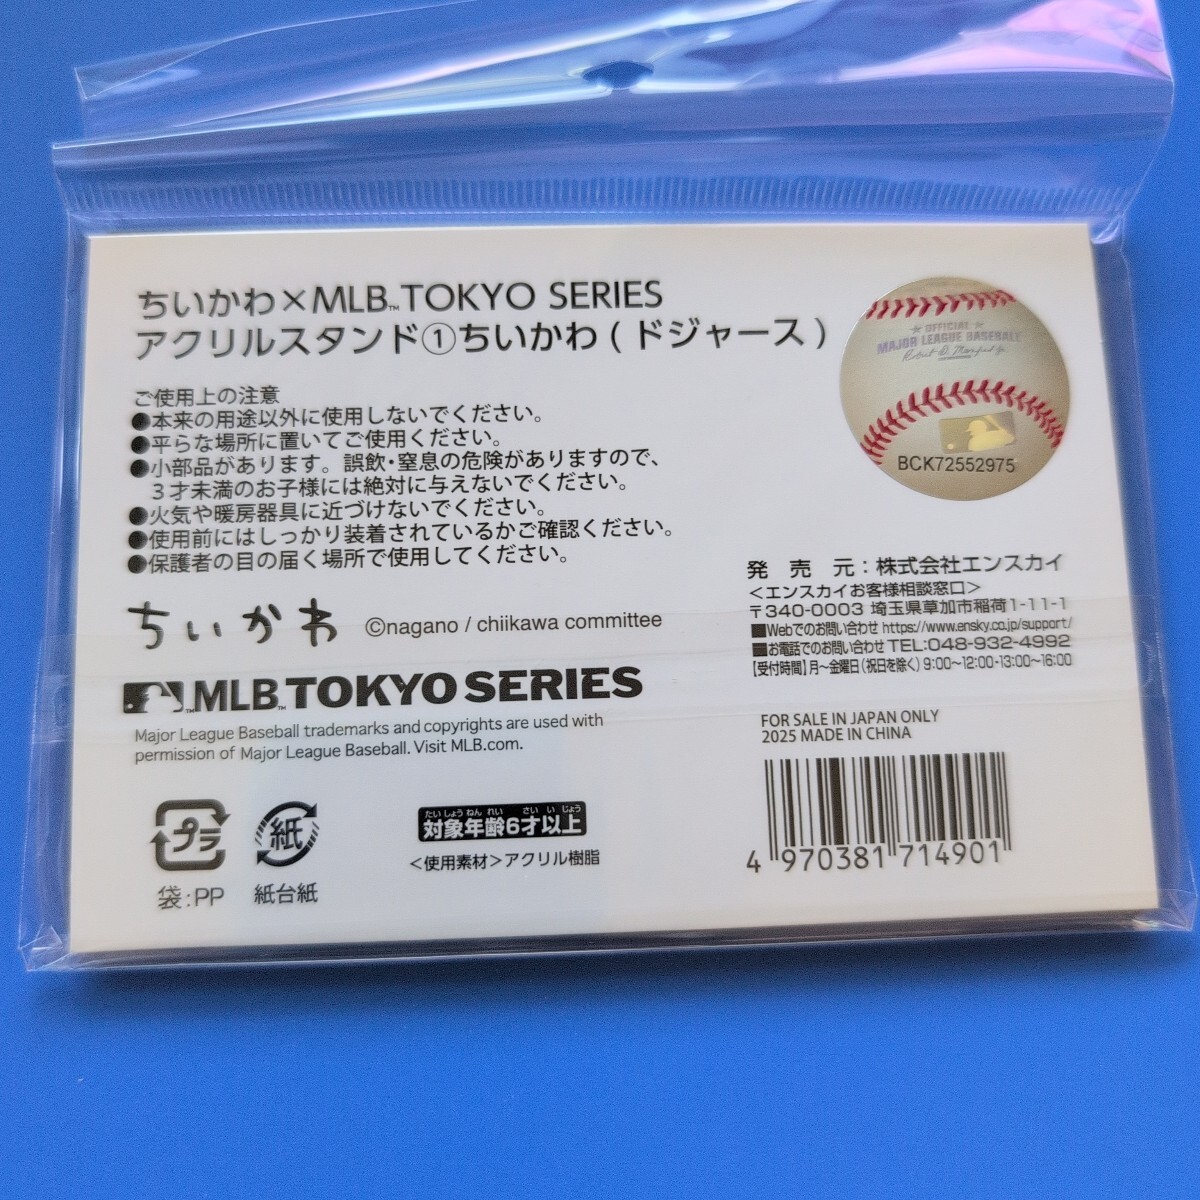 ちいかわ×MLB™ TOKYO SERIES
アクリルスタンド①ちいかわ(ドジャース)
ご使用上の注意
●本来の用途以外に使用しないでください。
●平らな場所に置いてご使用ください。
●小部品があります。誤飲・窒息の危険がありますので、
３才未満のお子様には絶対に与えないでください。
●火気や暖房器具に近づけないでください。
●使用前にはしっかり装着されているかご確認ください。
●保護者の目の届く場所で使用してください。
ちいかわ ©nagano / chiikawa committee
™MLB™ TOKYO SERIES
Major League Baseball trademarks and copyrights are used with
permission of Major League Baseball. Visit MLB.com.
プラ
袋:PP
紙
紙台紙
たいしょうねんれい さいいじょう
対象年齢6才以上
<使用素材>アクリル樹脂
OFFICIAL
MAJOR LEAGUE BASEBALL
BCK72552975
発売元:株式会社エンスカイ
<エンスカイお客様相談窓口>
〒340-0003 埼玉県草加市稲荷1-11-1
■Webでのお問い合わせ https://www.ensky.co.jp/support/
■お電話でのお問い合わせ TEL:048-932-4992
【受付時間】月~金曜日(祝日を除く) 9:00~12:00・13:00~16:00
FOR SALE IN JAPAN ONLY
2025 MADE IN CHINA
4 970381 714901